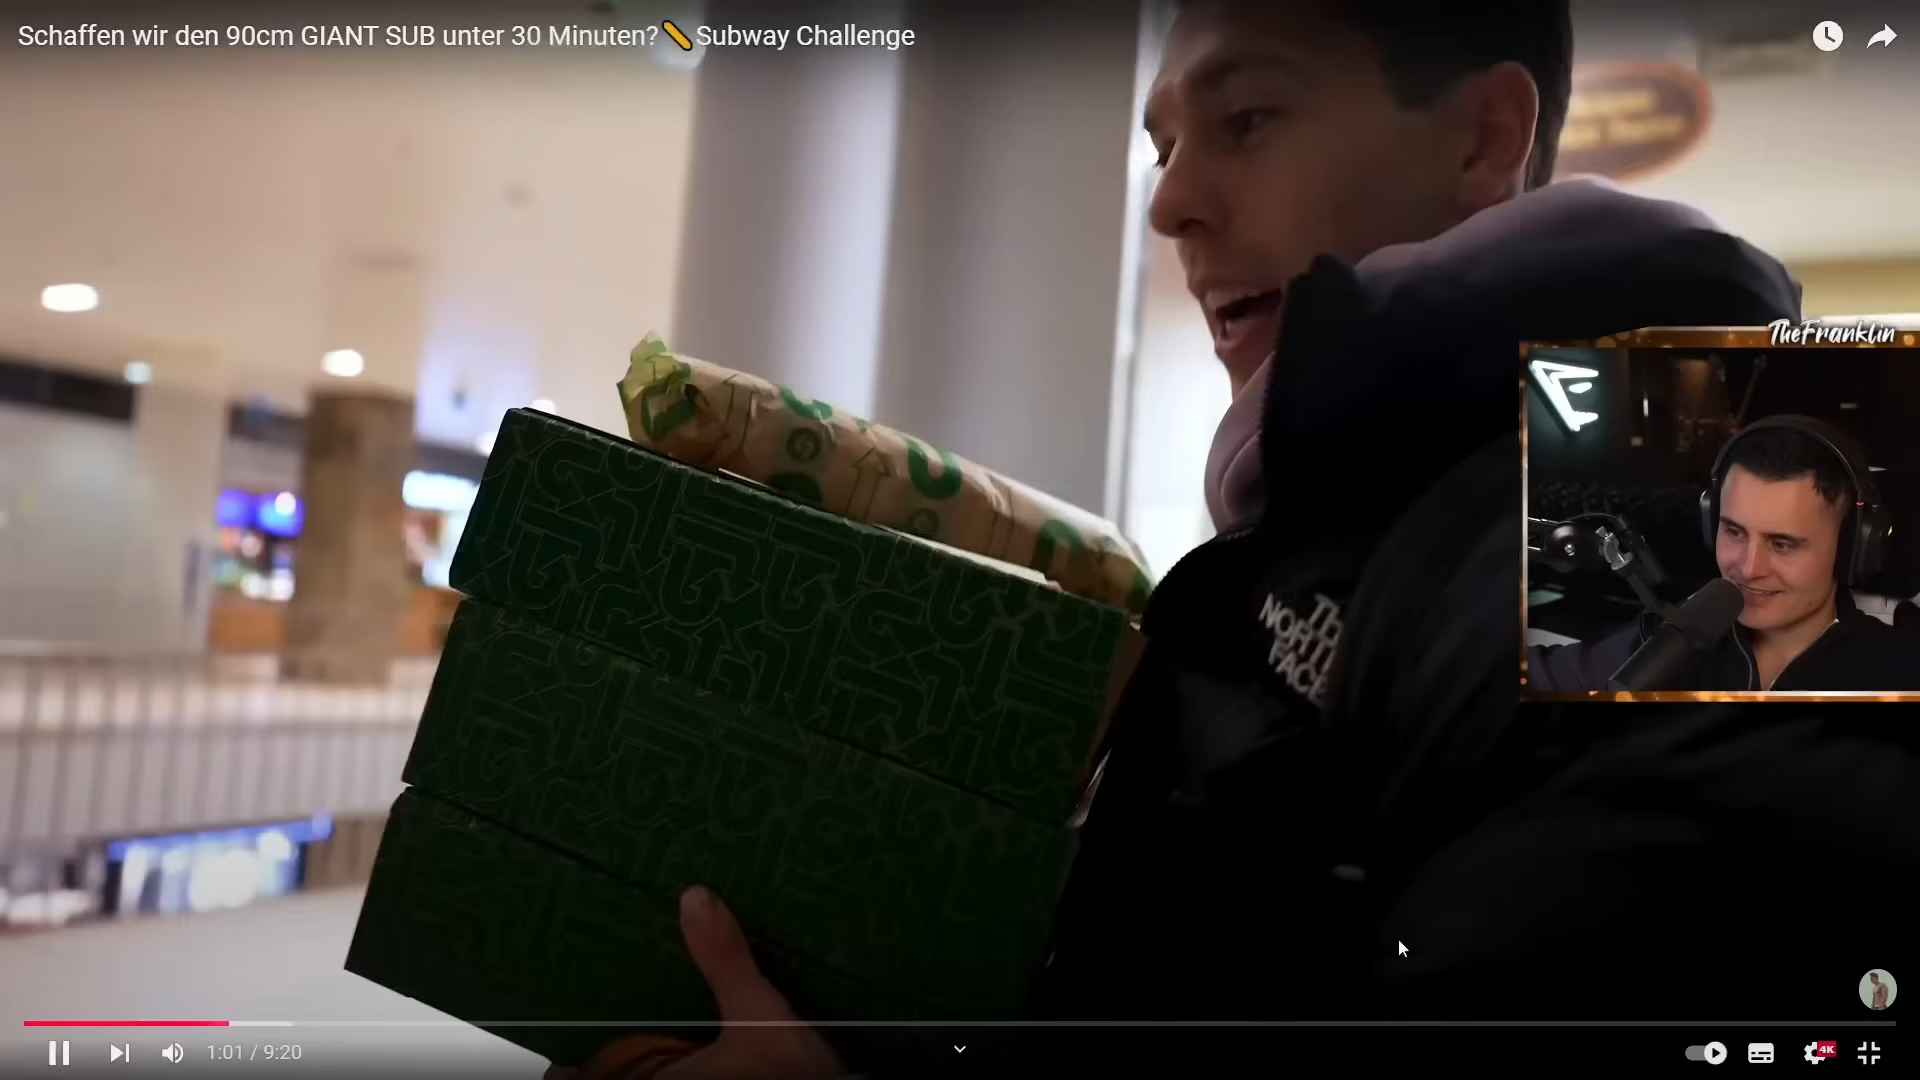 Schaffen wir den 90cm GIANT SUB unter 30 Minuten? Subway Challenge
TheFranklin
THE
NORTH
FACE
1:01 / 9:20
4K